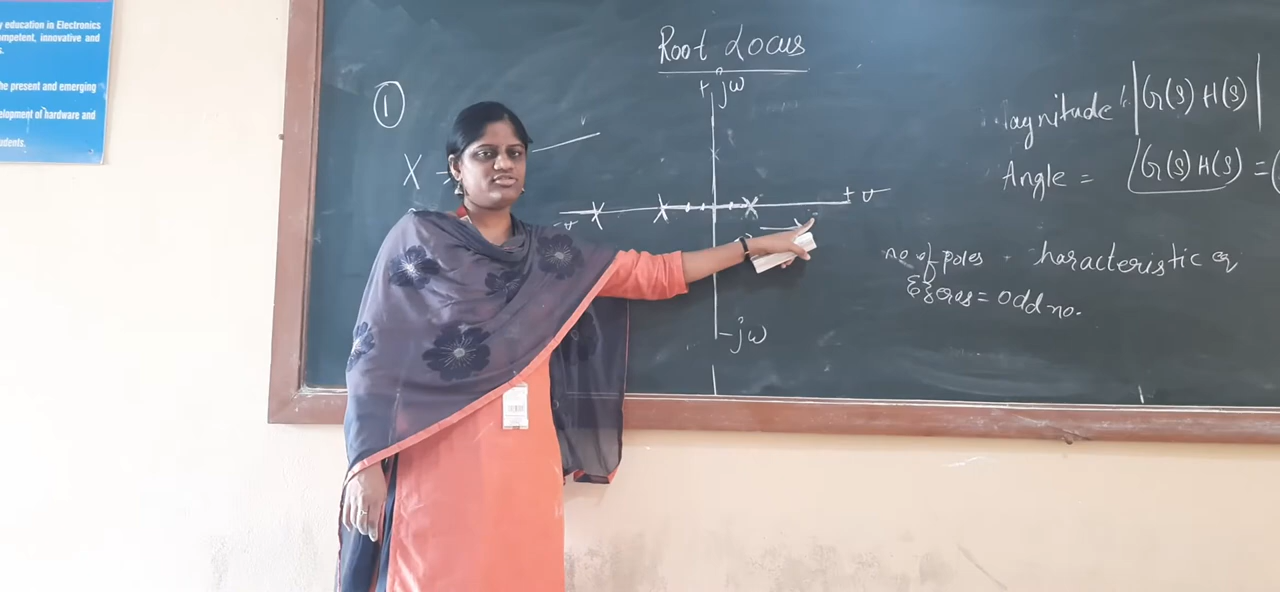 y education in Electronics
ompetent, innovative and
s.
he present and emerging
elopment of hardware and
udents.
Root Locus
1
+ jω
X
Magnitude |G(s) H(s)|
Angle = ∠G(s) H(s) = (
+ σ
- σ
no of poles haracteristic eq
& zeros = odd no.
- jω